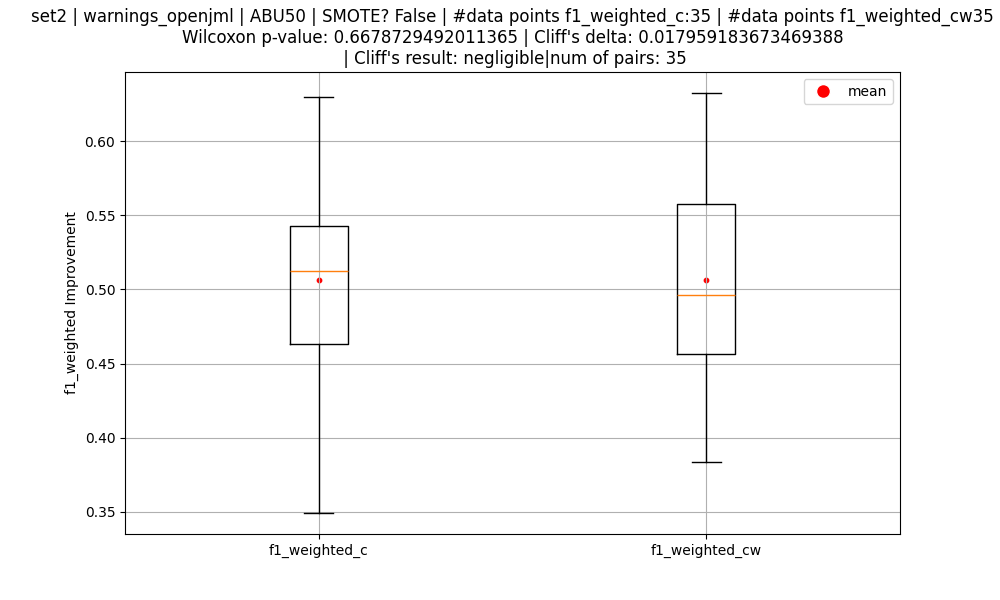 set2 | warnings_openjml | ABU50 | SMOTE? False | #data points f1_weighted_c:35 | #data points f1_weighted_cw35
Wilcoxon p-value: 0.6678729492011365 | Cliff's delta: 0.017959183673469388
| Cliff's result: negligible|num of pairs: 35
mean
0.60
0.55
0.50
0.45
0.40
0.35
f1_weighted Improvement
f1_weighted_c
f1_weighted_cw